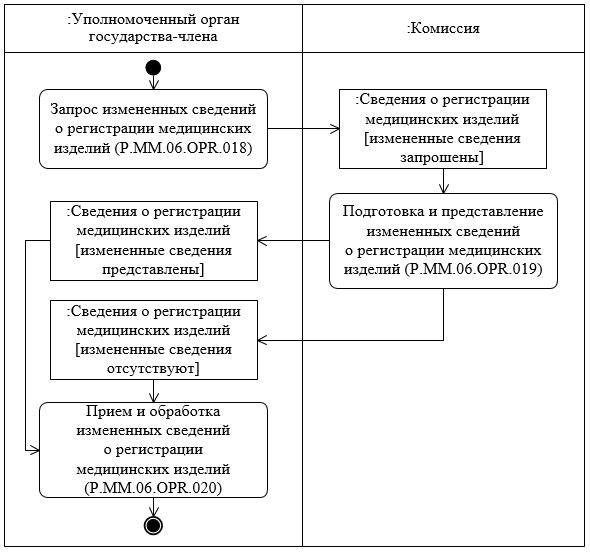 :Уполномоченный орган
государства-члена
:Комиссия
Запрос измененных сведений
о регистрации медицинских
изделий (P.MM.06.OPR.018)
:Сведения о регистрации
медицинских изделий
[измененные сведения
запрошены]
:Сведения о регистрации
медицинских изделий
[измененные сведения
представлены]
Подготовка и представление
измененных сведений
о регистрации медицинских
изделий (P.MM.06.OPR.019)
:Сведения о регистрации
медицинских изделий
[измененные сведения
отсутствуют]
Прием и обработка
измененных сведений
о регистрации
медицинских изделий
(P.MM.06.OPR.020)